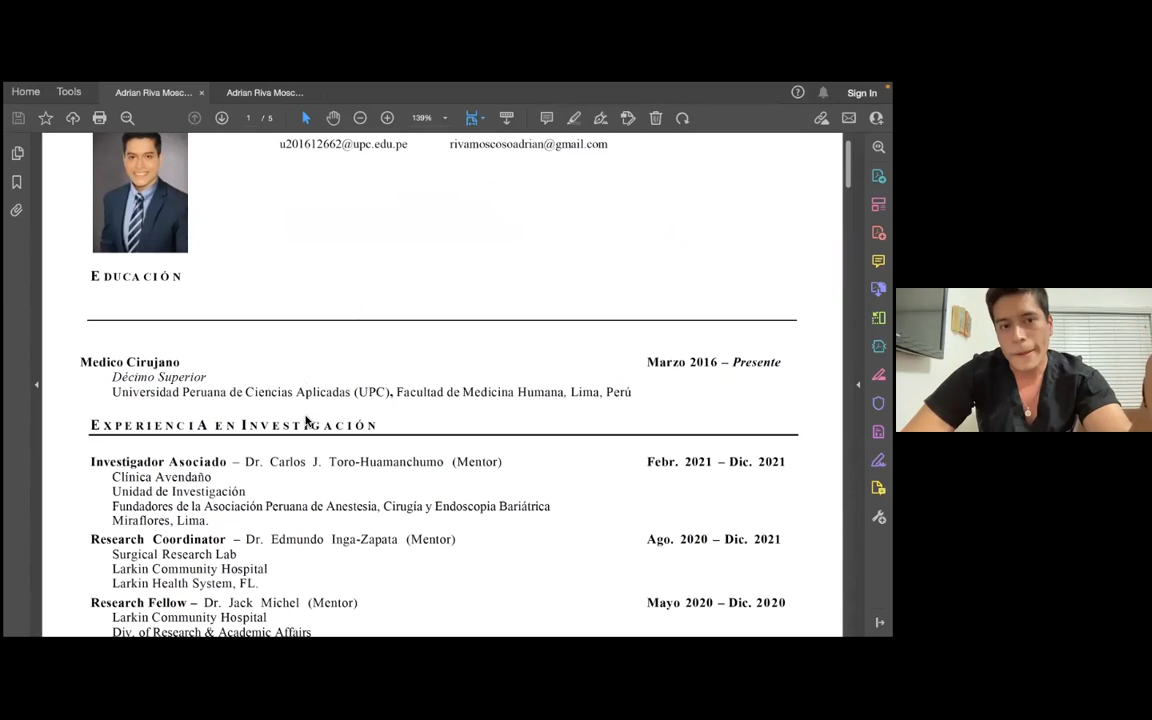 Home Tools Adrian Riva Mosc... × Adrian Riva Mosc... Sign In
1 / 5 139%
u201612662@upc.edu.pe rivamoscosoadrian@gmail.com
EDUCACIÓN
Medico Cirujano Marzo 2016 – Presente
Décimo Superior
Universidad Peruana de Ciencias Aplicadas (UPC), Facultad de Medicina Humana, Lima, Perú
EXPERIENCIA EN INVESTIGACIÓN
Investigador Asociado – Dr. Carlos J. Toro-Huamanchumo (Mentor) Febr. 2021 – Dic. 2021
Clínica Avendaño
Unidad de Investigación
Fundadores de la Asociación Peruana de Anestesia, Cirugía y Endoscopia Bariátrica
Miraflores, Lima.
Research Coordinator – Dr. Edmundo Inga-Zapata (Mentor) Ago. 2020 – Dic. 2021
Surgical Research Lab
Larkin Community Hospital
Larkin Health System, FL.
Research Fellow – Dr. Jack Michel (Mentor) Mayo 2020 – Dic. 2020
Larkin Community Hospital
Div. of Research & Academic Affairs